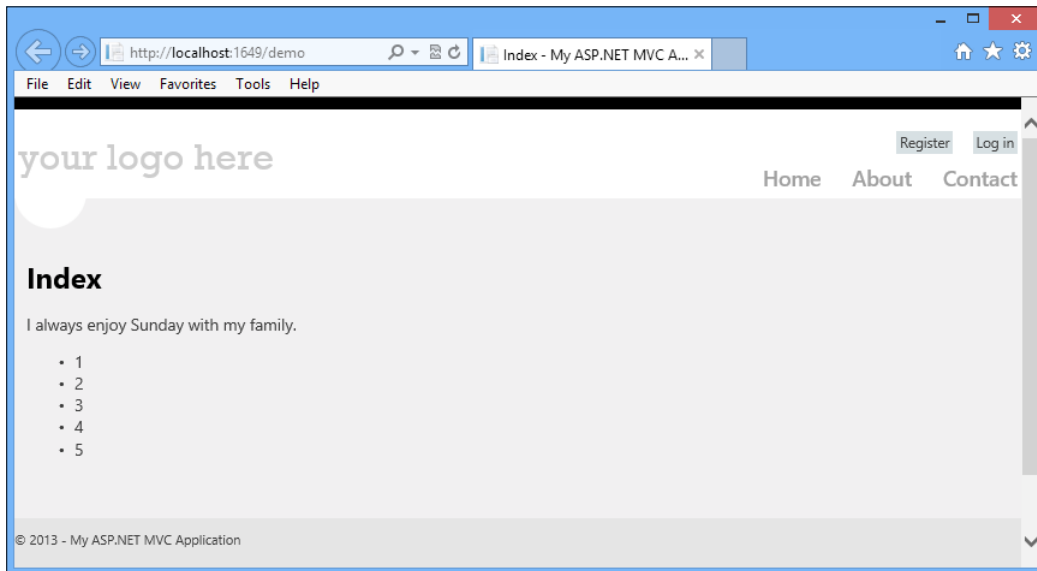 http://localhost:1649/demo
Index - My ASP.NET MVC A...
File Edit View Favorites Tools Help
your logo here
Register Log in
Home About Contact
Index
I always enjoy Sunday with my family.
• 1
• 2
• 3
• 4
• 5
© 2013 - My ASP.NET MVC Application